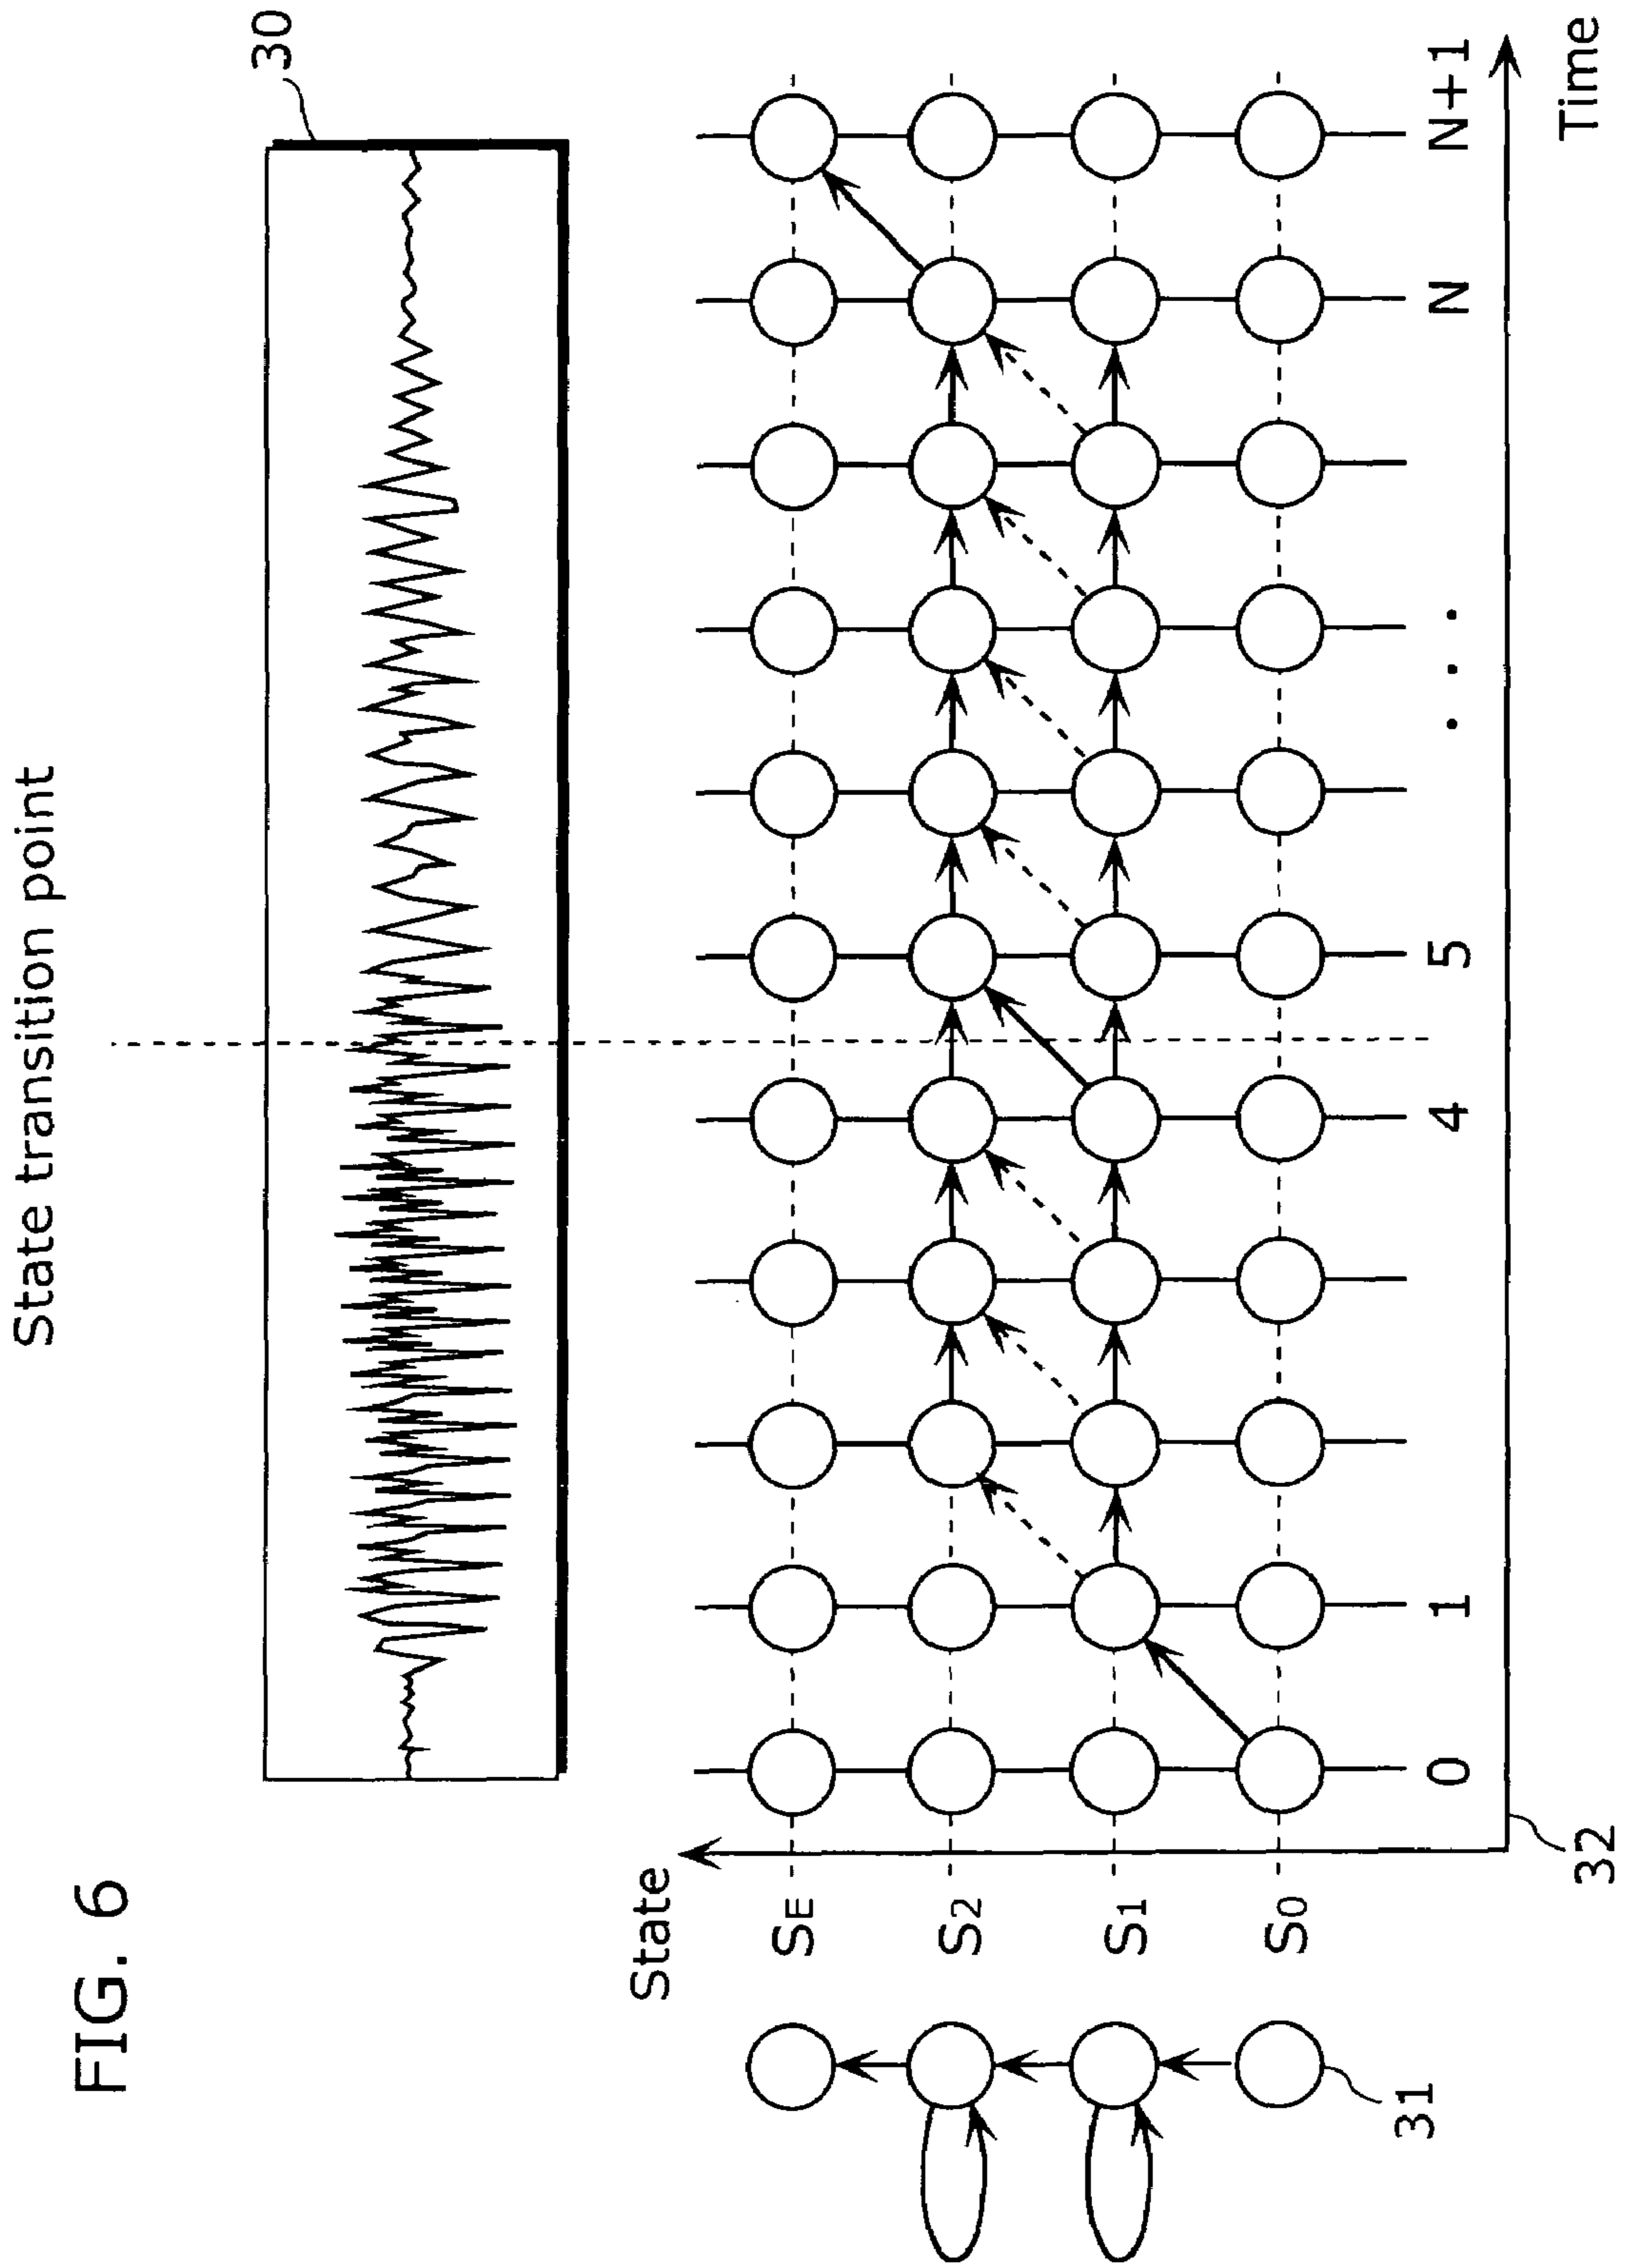 FIG. 6
State transition point
30
State
SE
S2
S1
S0
31
0
1
4
5
. . .
N
N+1
Time
32